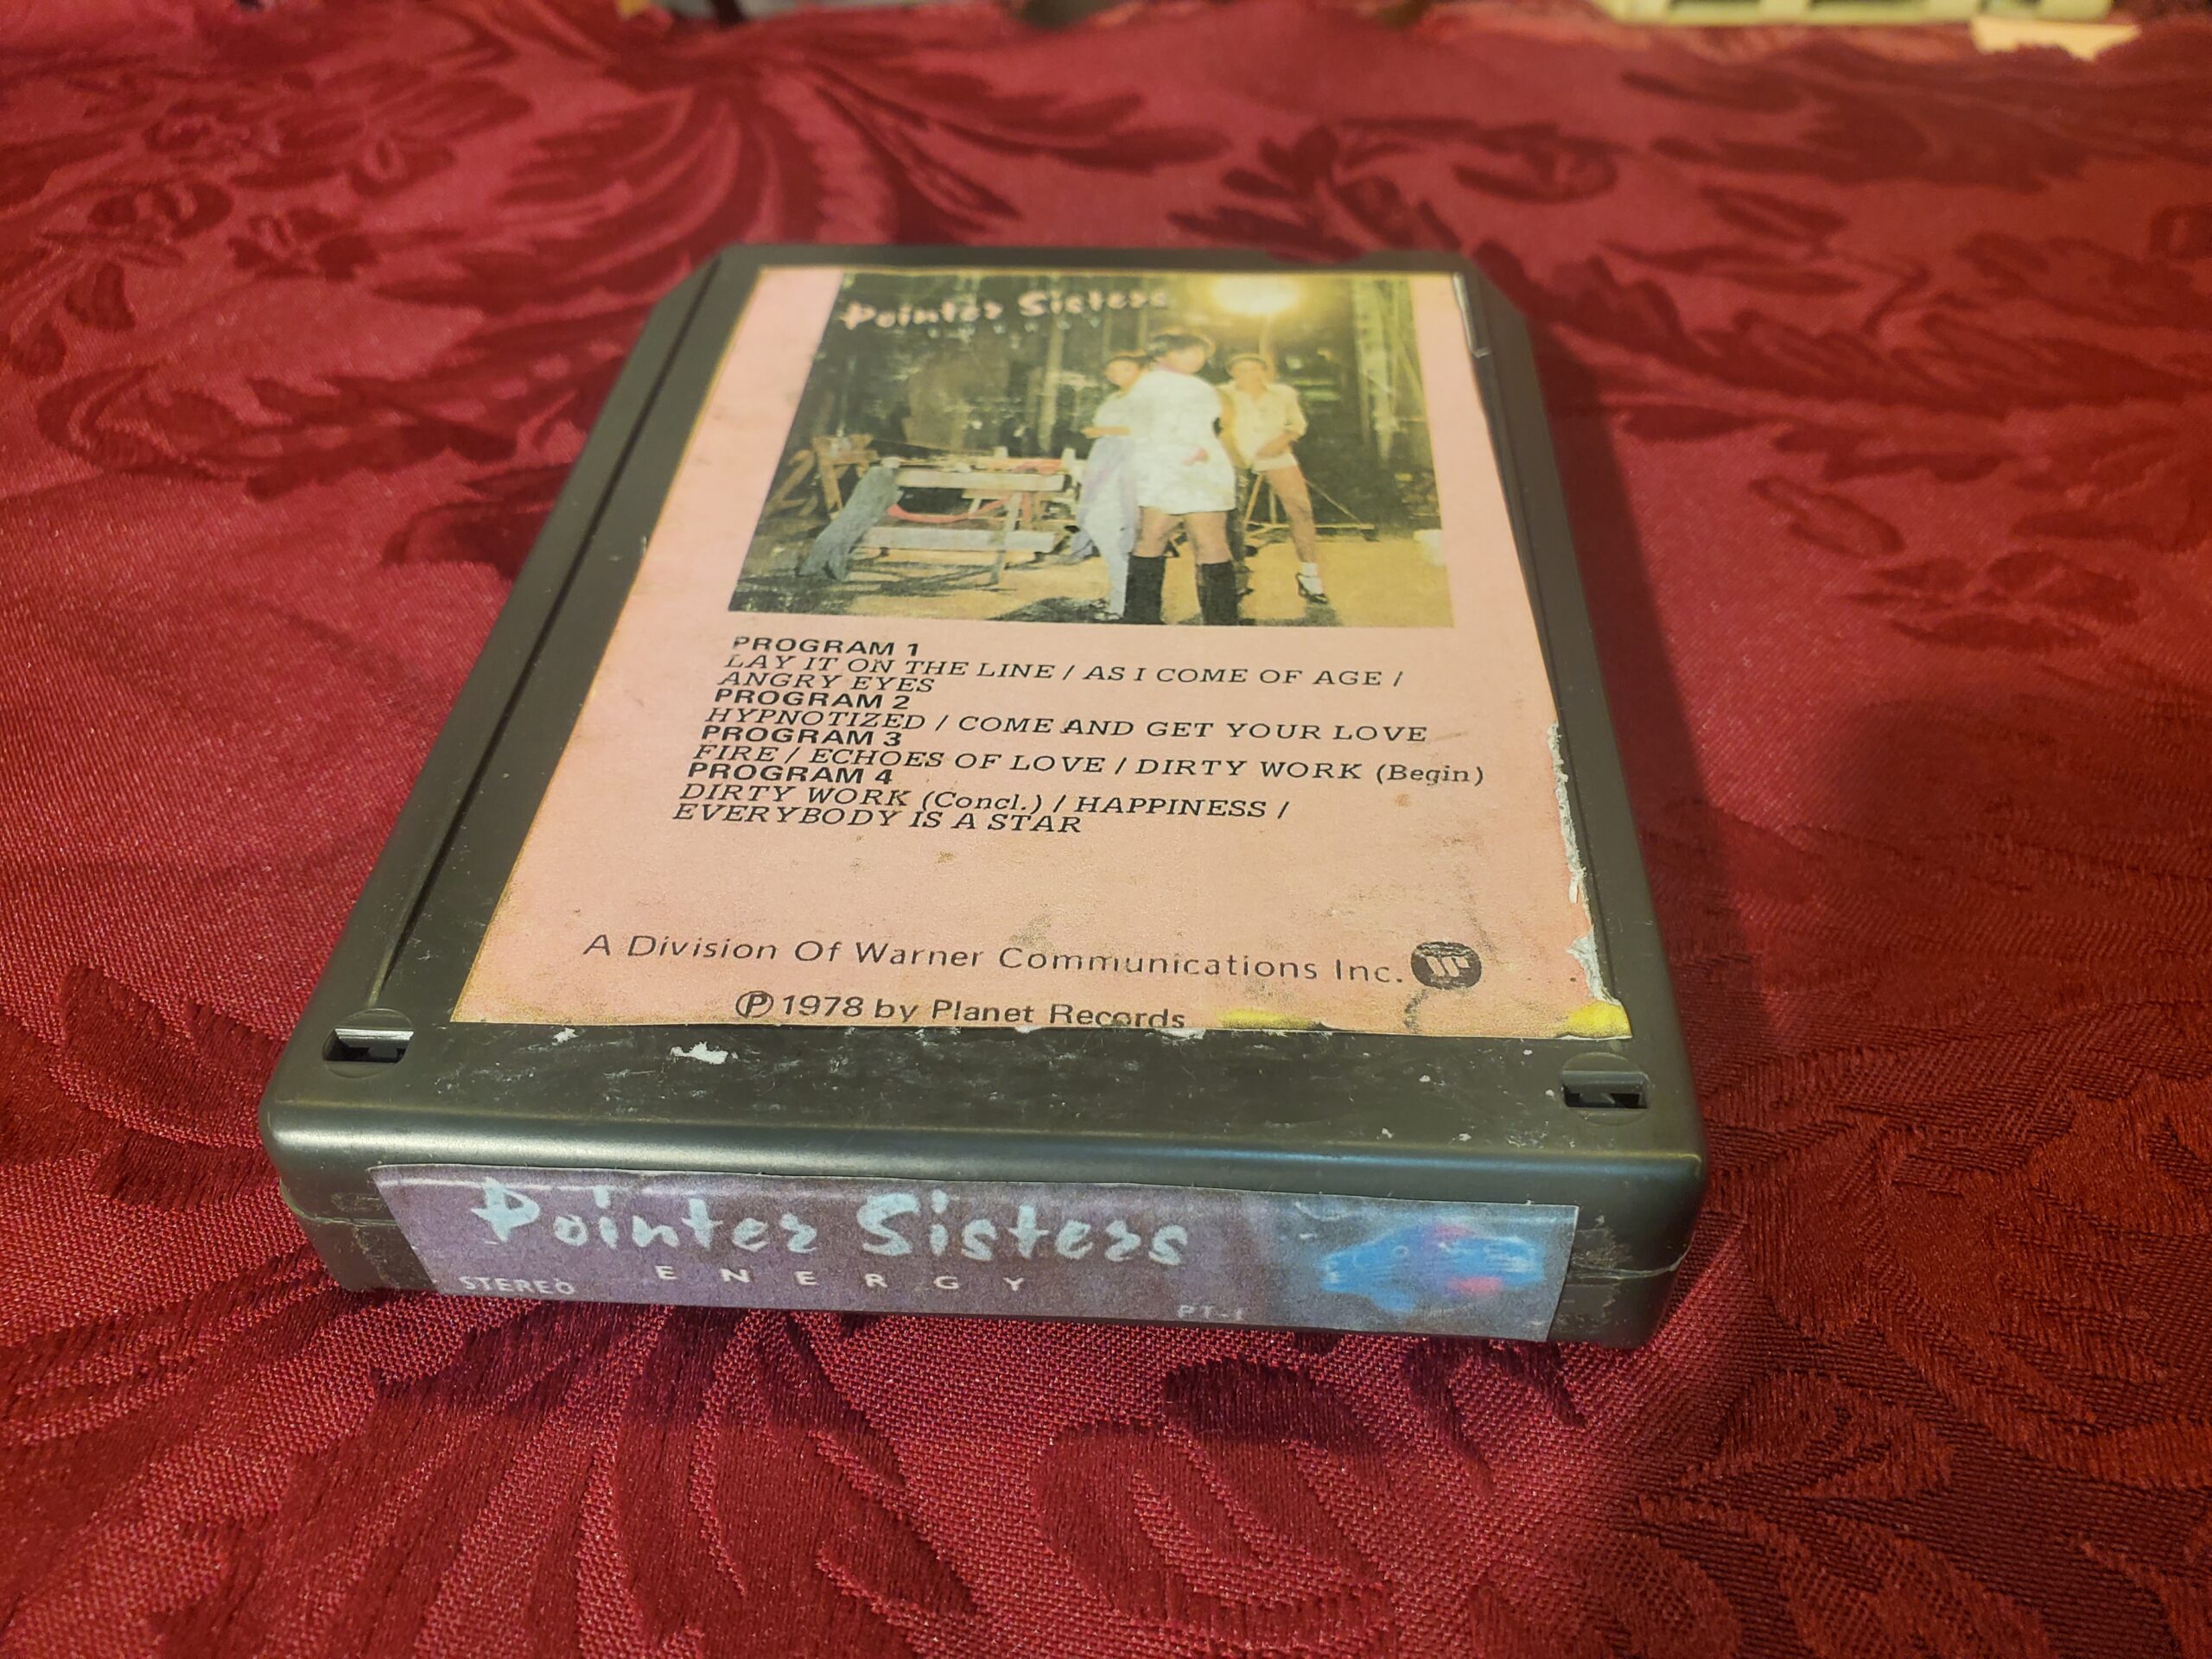 Pointer Sisters
ENERGY
PROGRAM 1
LAY IT ON THE LINE / AS I COME OF AGE /
ANGRY EYES
PROGRAM 2
HYPNOTIZED / COME AND GET YOUR LOVE
PROGRAM 3
FIRE / ECHOES OF LOVE / DIRTY WORK (Begin)
PROGRAM 4
DIRTY WORK (Concl.) / HAPPINESS /
EVERYBODY IS A STAR
A Division Of Warner Communications Inc.
Ⓟ 1978 by Planet Records
Pointer Sisters
ENERGY
STEREO
PT-1